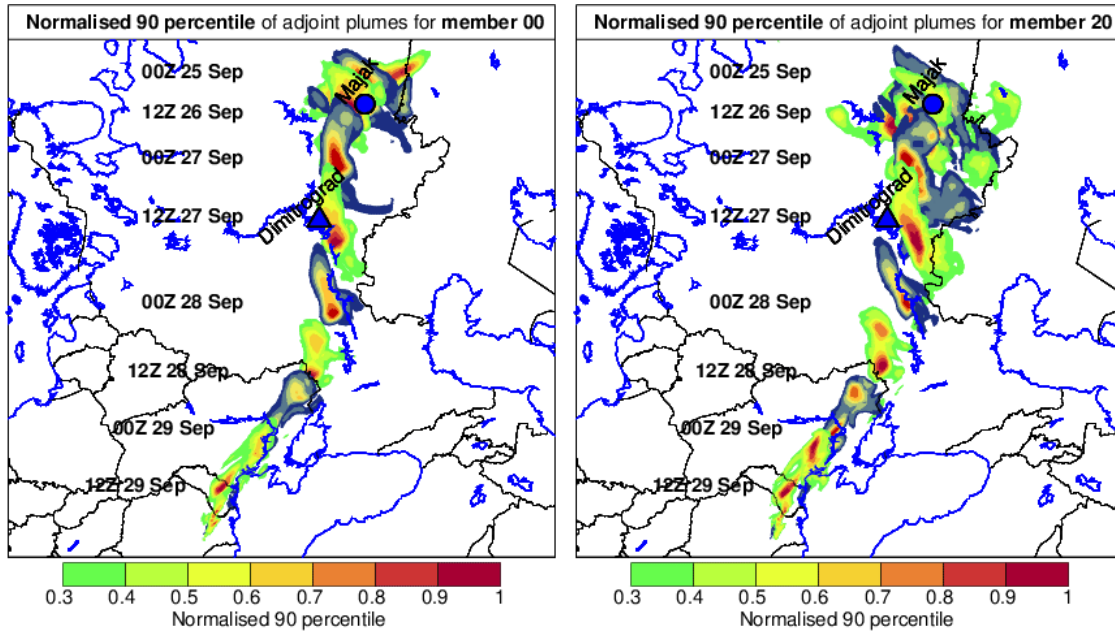 Normalised 90 percentile of adjoint plumes for member 00
00Z 25 Sep
Majak
12Z 26 Sep
00Z 27 Sep
Dimitrograd
12Z 27 Sep
00Z 28 Sep
12Z 28 Sep
00Z 29 Sep
12Z 29 Sep
0.3 0.4 0.5 0.6 0.7 0.8 0.9 1
Normalised 90 percentile
Normalised 90 percentile of adjoint plumes for member 20
00Z 25 Sep
Majak
12Z 26 Sep
00Z 27 Sep
Dimitrograd
12Z 27 Sep
00Z 28 Sep
12Z 28 Sep
00Z 29 Sep
12Z 29 Sep
0.3 0.4 0.5 0.6 0.7 0.8 0.9 1
Normalised 90 percentile